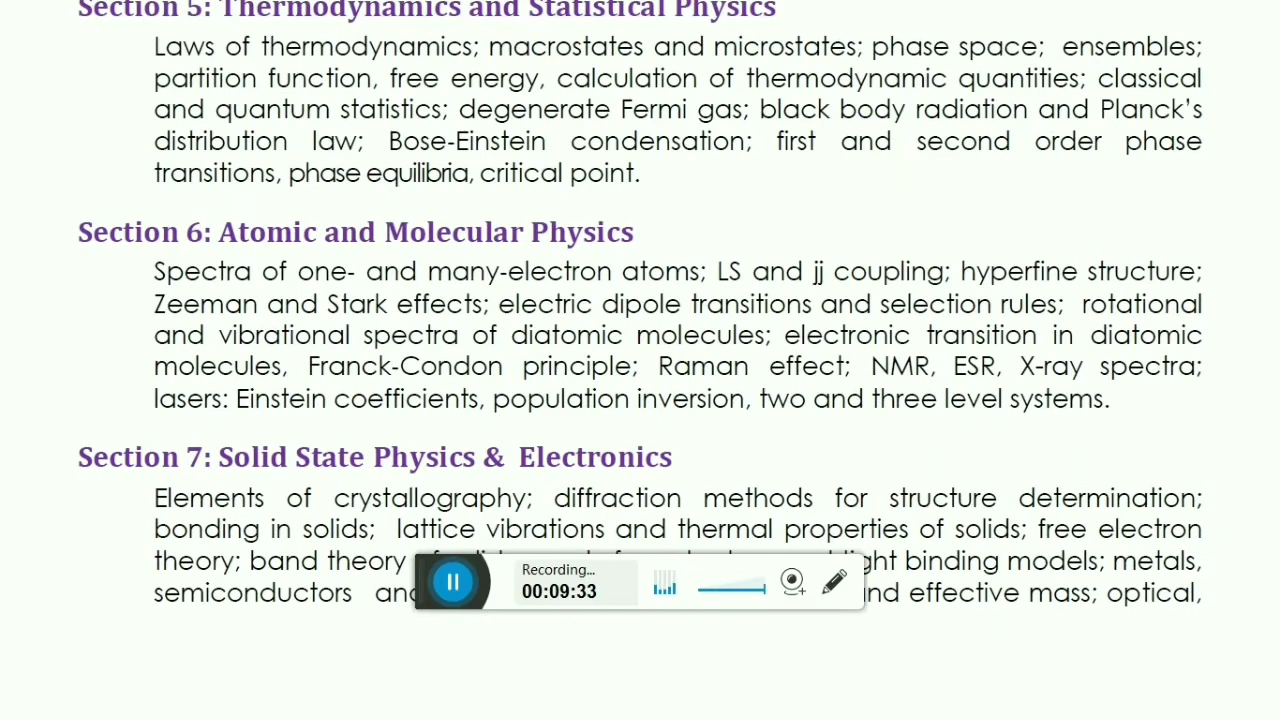 Section 5: Thermodynamics and Statistical Physics
Laws of thermodynamics; macrostates and microstates; phase space; ensembles;
partition function, free energy, calculation of thermodynamic quantities; classical
and quantum statistics; degenerate Fermi gas; black body radiation and Planck’s
distribution law; Bose-Einstein condensation; first and second order phase
transitions, phase equilibria, critical point.
Section 6: Atomic and Molecular Physics
Spectra of one- and many-electron atoms; LS and jj coupling; hyperfine structure;
Zeeman and Stark effects; electric dipole transitions and selection rules; rotational
and vibrational spectra of diatomic molecules; electronic transition in diatomic
molecules, Franck-Condon principle; Raman effect; NMR, ESR, X-ray spectra;
lasers: Einstein coefficients, population inversion, two and three level systems.
Section 7: Solid State Physics & Electronics
Elements of crystallography; diffraction methods for structure determination;
bonding in solids; lattice vibrations and thermal properties of solids; free electron
theory; band theory binding models; metals,
semiconductors effective mass; optical,
Recording...
00:09:33